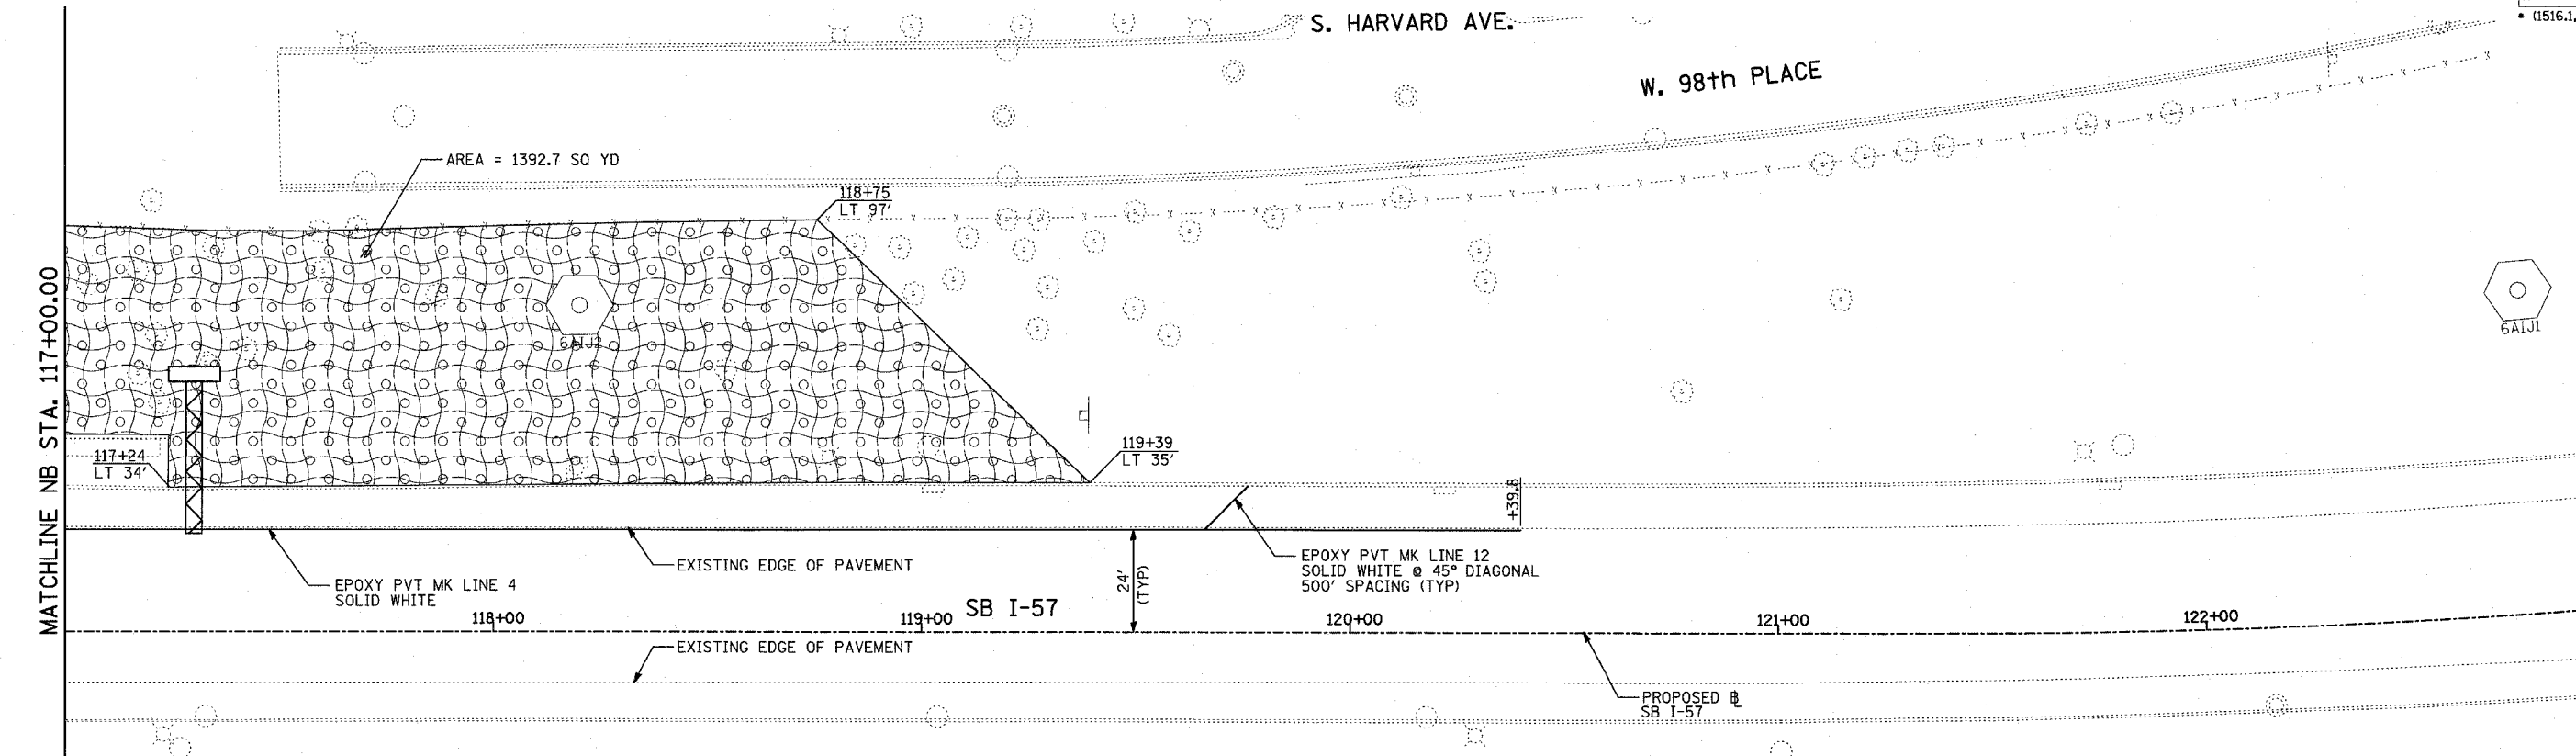 S. HARVARD AVE.
• (1516.1,
W. 98th PLACE
AREA = 1392.7 SQ YD
118+75
LT 97'
MATCHLINE NB STA. 117+00.00
6AIJ2
6AIJ1
117+24
LT 34'
119+39
LT 35'
+39.8
EPOXY PVT MK LINE 4
SOLID WHITE
EXISTING EDGE OF PAVEMENT
24'
(TYP)
EPOXY PVT MK LINE 12
SOLID WHITE @ 45° DIAGONAL
500' SPACING (TYP)
SB I-57
118+00
119+00
120+00
121+00
122+00
EXISTING EDGE OF PAVEMENT
PROPOSED ⅊
SB I-57